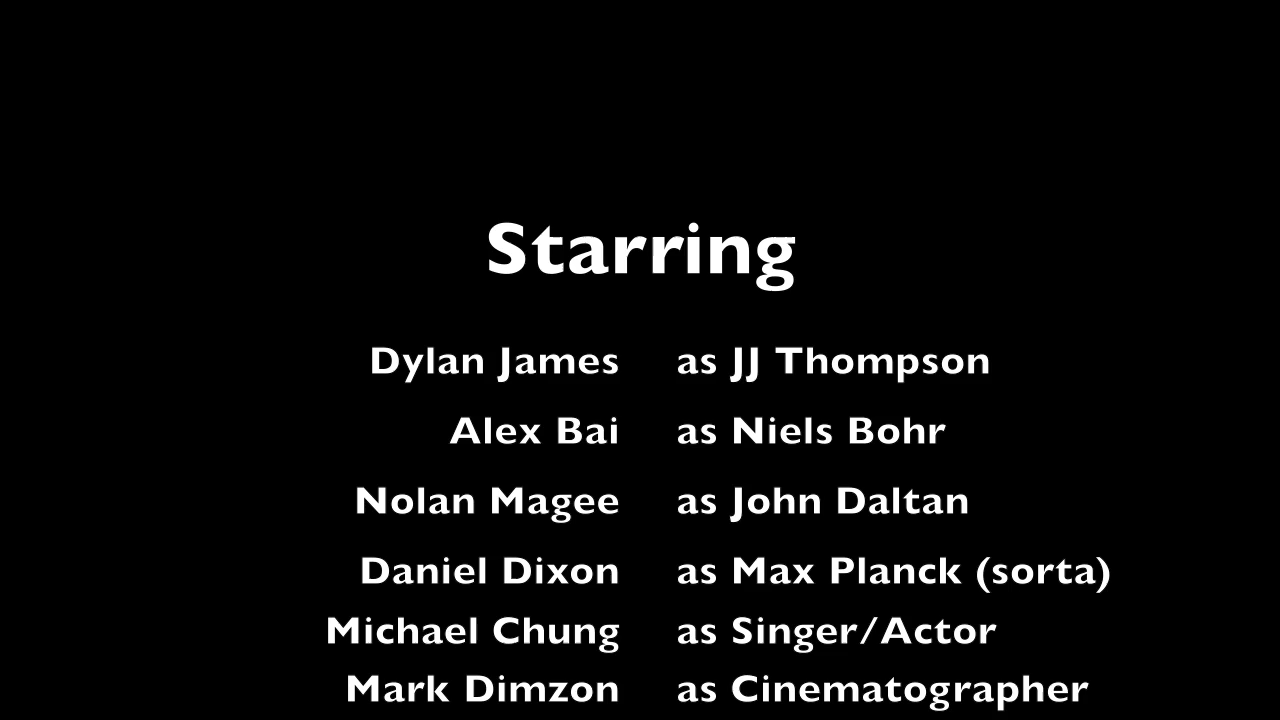 Starring
Dylan James as JJ Thompson
Alex Bai as Niels Bohr
Nolan Magee as John Daltan
Daniel Dixon as Max Planck (sorta)
Michael Chung as Singer/Actor
Mark Dimzon as Cinematographer